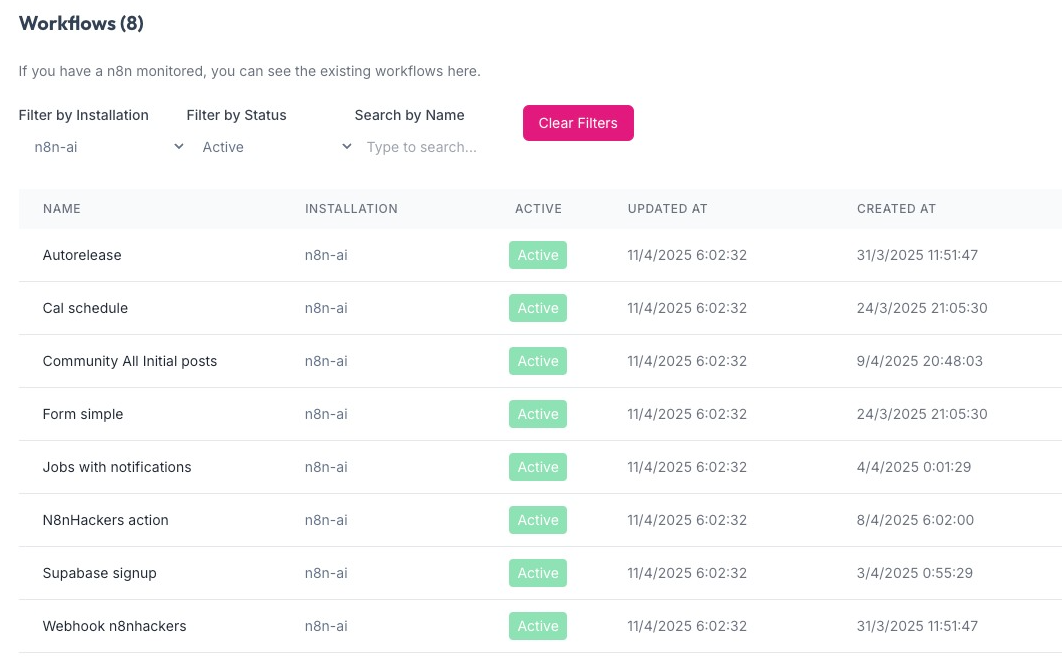 Workflows (8)
If you have a n8n monitored, you can see the existing workflows here.
Filter by Installation Filter by Status Search by Name Clear Filters
n8n-ai Active Type to search...
NAME INSTALLATION ACTIVE UPDATED AT CREATED AT
Autorelease n8n-ai Active 11/4/2025 6:02:32 31/3/2025 11:51:47
Cal schedule n8n-ai Active 11/4/2025 6:02:32 24/3/2025 21:05:30
Community All Initial posts n8n-ai Active 11/4/2025 6:02:32 9/4/2025 20:48:03
Form simple n8n-ai Active 11/4/2025 6:02:32 24/3/2025 21:05:30
Jobs with notifications n8n-ai Active 11/4/2025 6:02:32 4/4/2025 0:01:29
N8nHackers action n8n-ai Active 11/4/2025 6:02:32 8/4/2025 6:02:00
Supabase signup n8n-ai Active 11/4/2025 6:02:32 3/4/2025 0:55:29
Webhook n8nhackers n8n-ai Active 11/4/2025 6:02:32 31/3/2025 11:51:47